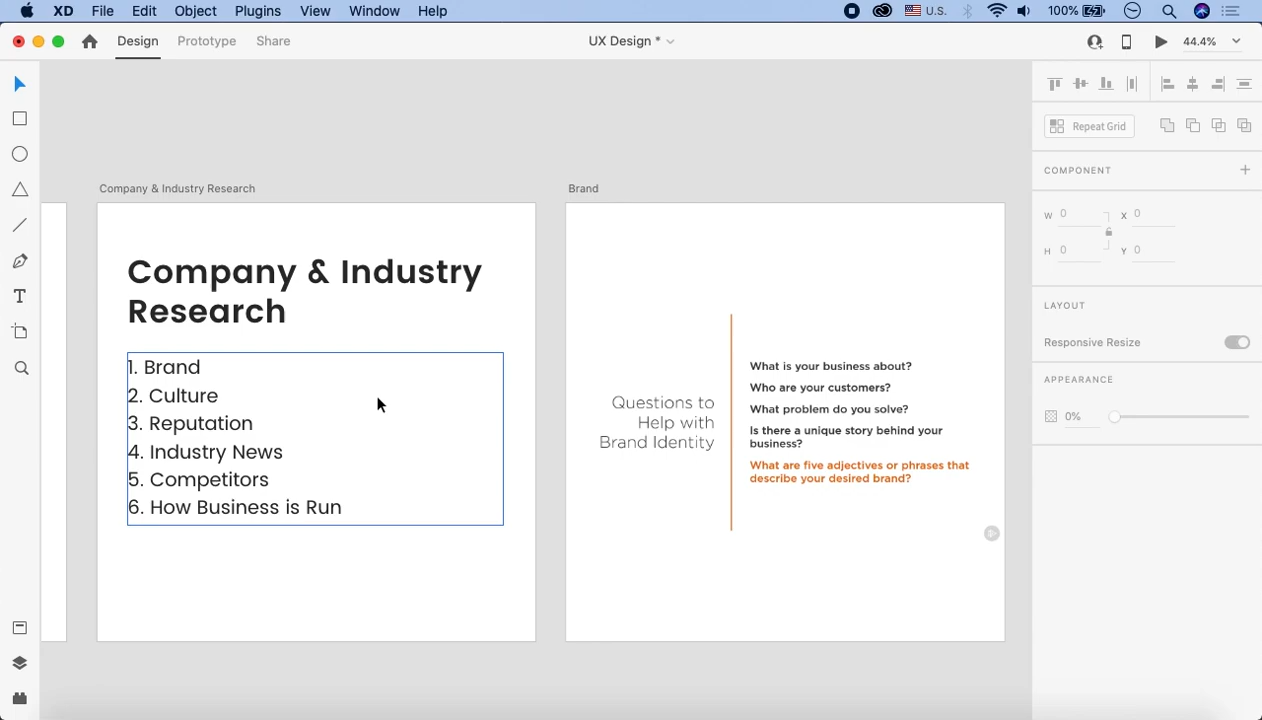 XD File Edit Object Plugins View Window Help U.S. 100%
Design Prototype Share UX Design * 44.4%
Repeat Grid
COMPONENT
W 0 X 0
H 0 Y 0
LAYOUT
Responsive Resize
APPEARANCE
0%
Company & Industry Research
Company & Industry
Research
1. Brand
2. Culture
3. Reputation
4. Industry News
5. Competitors
6. How Business is Run
Brand
Questions to
Help with
Brand Identity
What is your business about?
Who are your customers?
What problem do you solve?
Is there a unique story behind your
business?
What are five adjectives or phrases that
describe your desired brand?